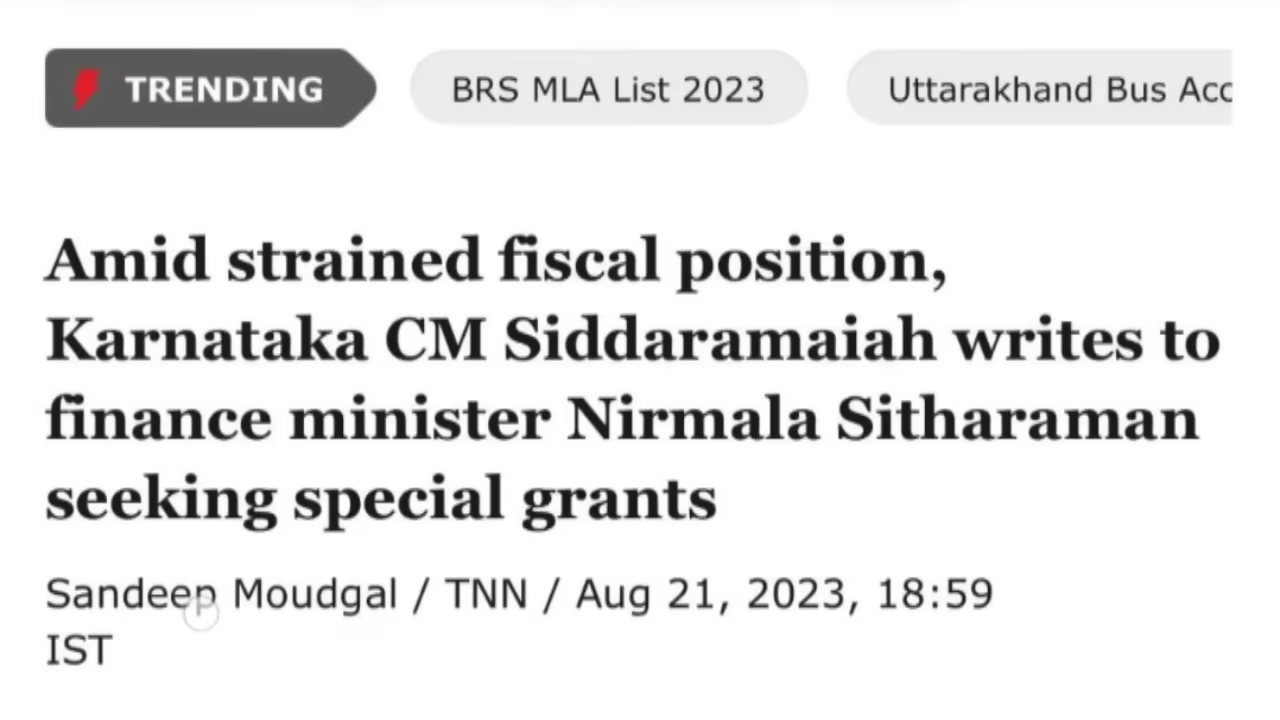 TRENDING BRS MLA List 2023 Uttarakhand Bus Acc
Amid strained fiscal position,
Karnataka CM Siddaramaiah writes to
finance minister Nirmala Sitharaman
seeking special grants
Sandeep Moudgal / TNN / Aug 21, 2023, 18:59
IST